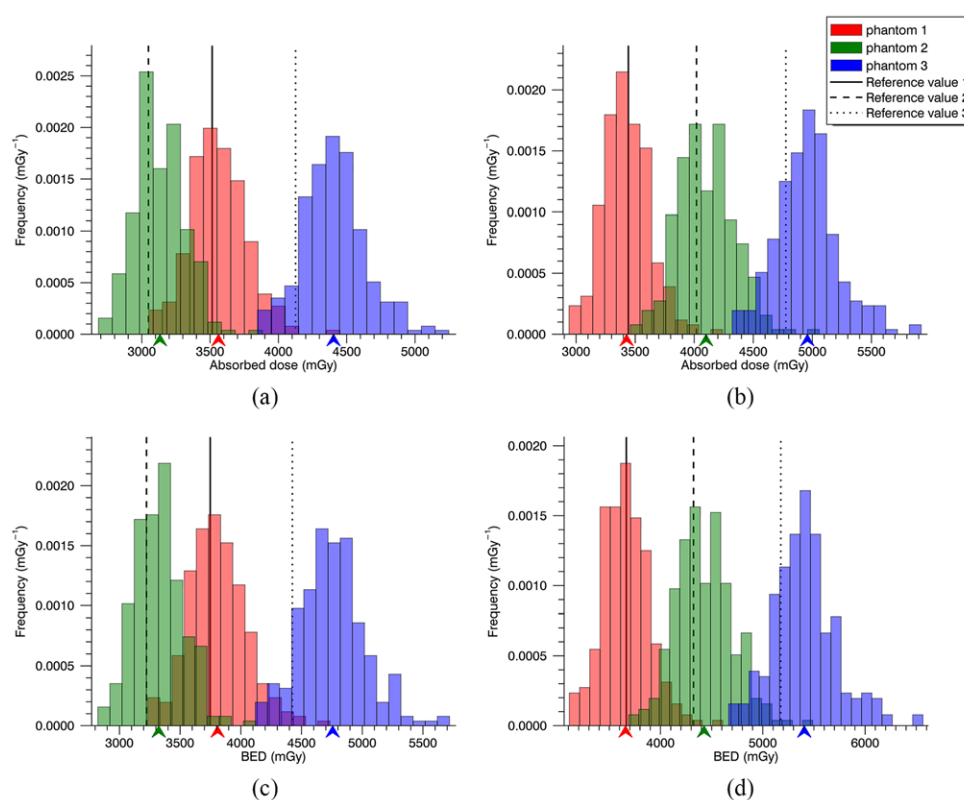 phantom 1
phantom 2
phantom 3
Reference value 1
Reference value 2
Reference value 3
Frequency (mGy⁻¹)
0.0025
0.0020
0.0015
0.0010
0.0005
0.0000
3000 3500 4000 4500 5000
Absorbed dose (mGy)
(a)
Frequency (mGy⁻¹)
0.0020
0.0015
0.0010
0.0005
0.0000
3000 3500 4000 4500 5000 5500
Absorbed dose (mGy)
(b)
Frequency (mGy⁻¹)
0.0020
0.0015
0.0010
0.0005
0.0000
3000 3500 4000 4500 5000 5500
BED (mGy)
(c)
Frequency (mGy⁻¹)
0.0020
0.0015
0.0010
0.0005
0.0000
4000 5000 6000
BED (mGy)
(d)